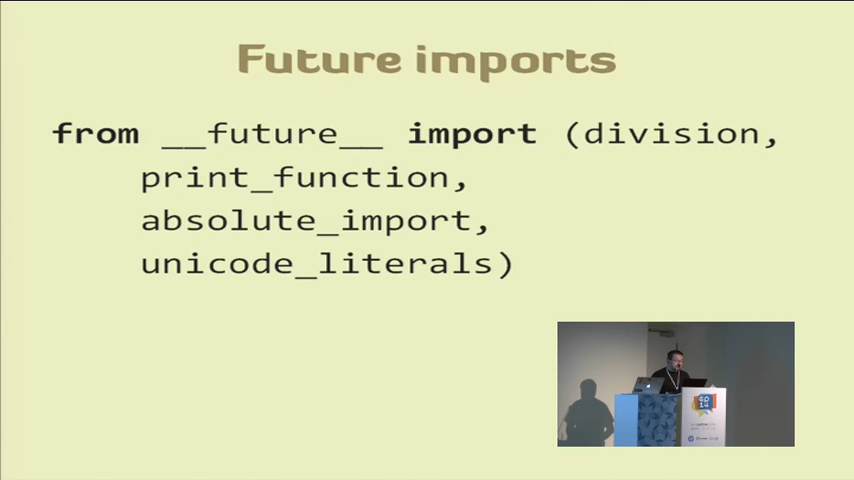 Future imports
from __future__ import (division,
print_function,
absolute_import,
unicode_literals)